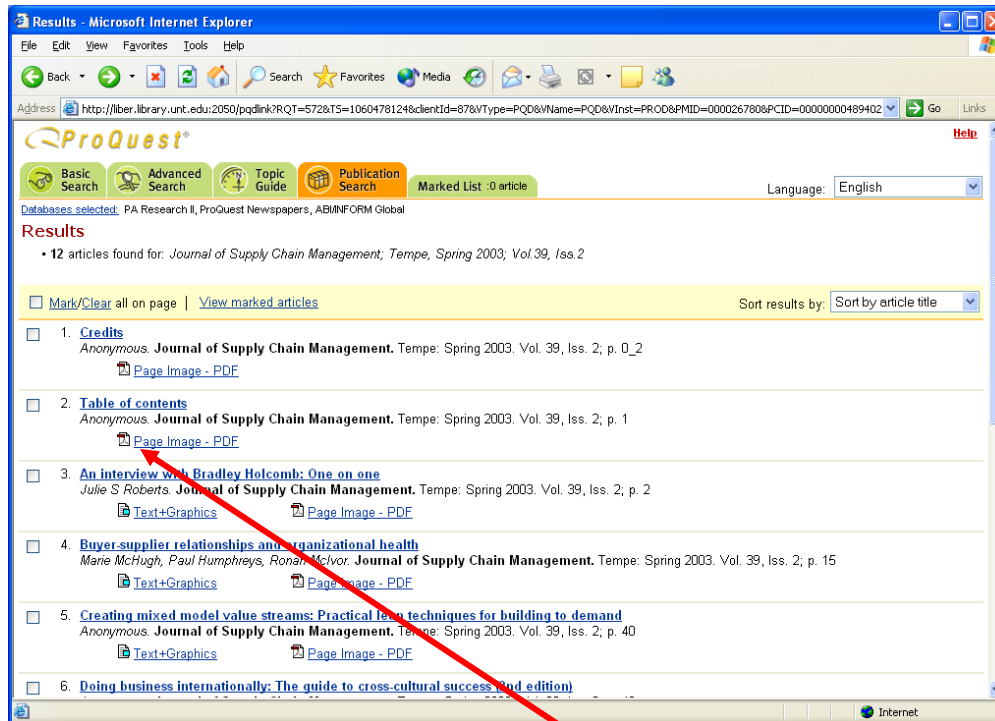 Results - Microsoft Internet Explorer
File Edit View Favorites Tools Help
Back Search Favorites Media
Address http://liber.library.unt.edu:2050/pqdlink?RQT=572&TS=1060478124&clientId=87&VType=PQD&VName=PQD&VInst=PROD&PMID=000026780&PCID=00000000489402 Go Links
ProQuest® Help
Basic Search Advanced Search Topic Guide Publication Search Marked List :0 article Language: English
Databases selected: PA Research II, ProQuest Newspapers, ABI/INFORM Global
Results
• 12 articles found for: Journal of Supply Chain Management; Tempe, Spring 2003; Vol.39, Iss.2
Mark/Clear all on page | View marked articles Sort results by: Sort by article title
1. Credits
Anonymous. Journal of Supply Chain Management. Tempe: Spring 2003. Vol. 39, Iss. 2; p. 0_2
Page Image - PDF
2. Table of contents
Anonymous. Journal of Supply Chain Management. Tempe: Spring 2003. Vol. 39, Iss. 2; p. 1
Page Image - PDF
3. An interview with Bradley Holcomb: One on one
Julie S Roberts. Journal of Supply Chain Management. Tempe: Spring 2003. Vol. 39, Iss. 2; p. 2
Text+Graphics Page Image - PDF
4. Buyer-supplier relationships and organizational health
Marie McHugh, Paul Humphreys, Ronan McIvor. Journal of Supply Chain Management. Tempe: Spring 2003. Vol. 39, Iss. 2; p. 15
Text+Graphics Page Image - PDF
5. Creating mixed model value streams: Practical lean techniques for building to demand
Anonymous. Journal of Supply Chain Management. Tempe: Spring 2003. Vol. 39, Iss. 2; p. 40
Text+Graphics Page Image - PDF
6. Doing business internationally: The guide to cross-cultural success (2nd edition)
Internet